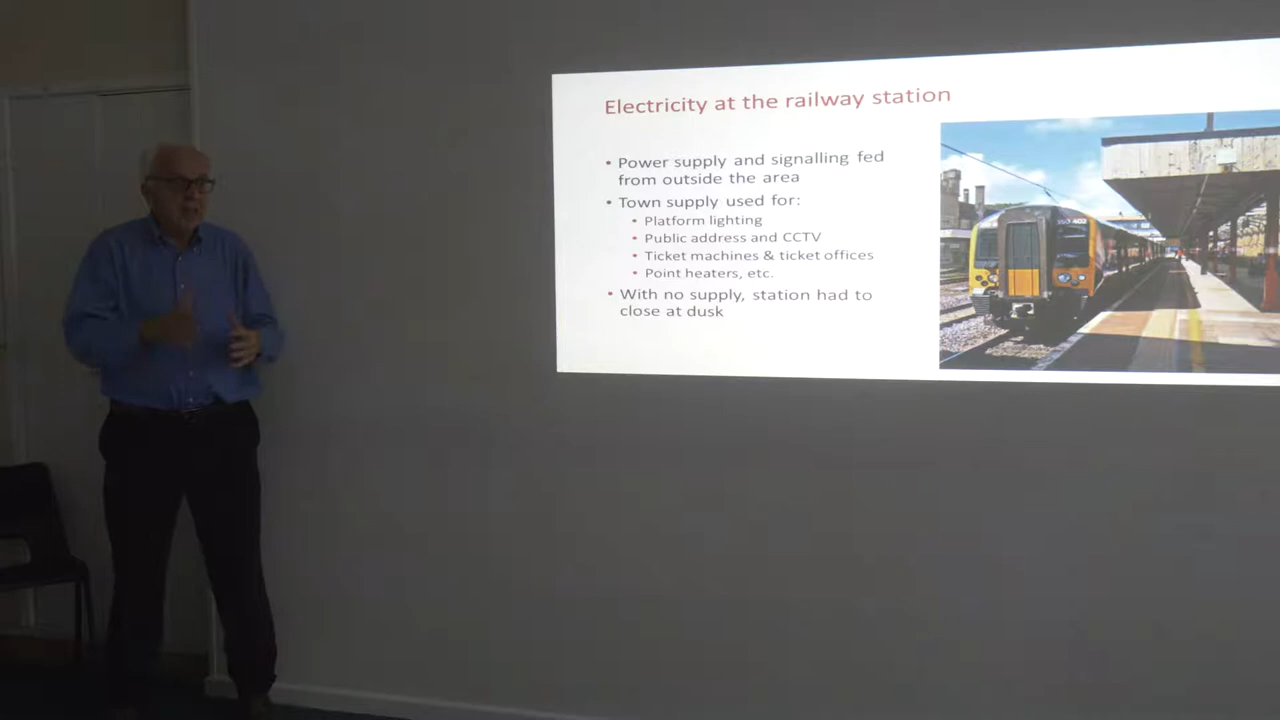 Electricity at the railway station
• Power supply and signalling fed
from outside the area
• Town supply used for:
• Platform lighting
• Public address and CCTV
• Ticket machines & ticket offices
• Point heaters, etc.
• With no supply, station had to
close at dusk